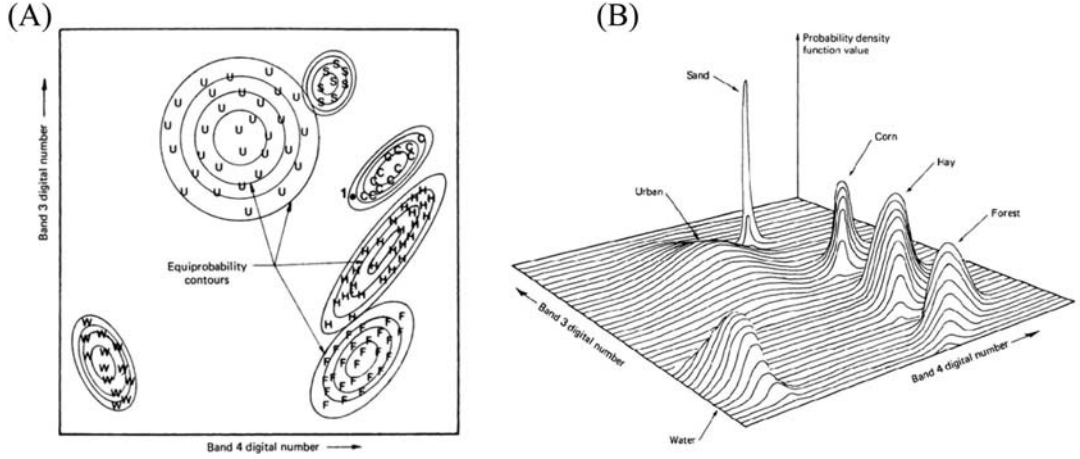 (A)
Band 3 digital number
U U U U U U U U U U U U U U U U U U U U U U U U U U U
S S S S S S S
C C C C C C C C C C C C
1
H H H H H H H H H H H H H H H H H H H H H H
Equiprobability
contours
W W W W W W W W W W W W
F F F F F F F F F F F F F F F F F F F F F F
Band 4 digital number
(B)
Probability density
function value
Sand
Corn
Hay
Urban
Forest
Band 3 digital number
Band 4 digital number
Water